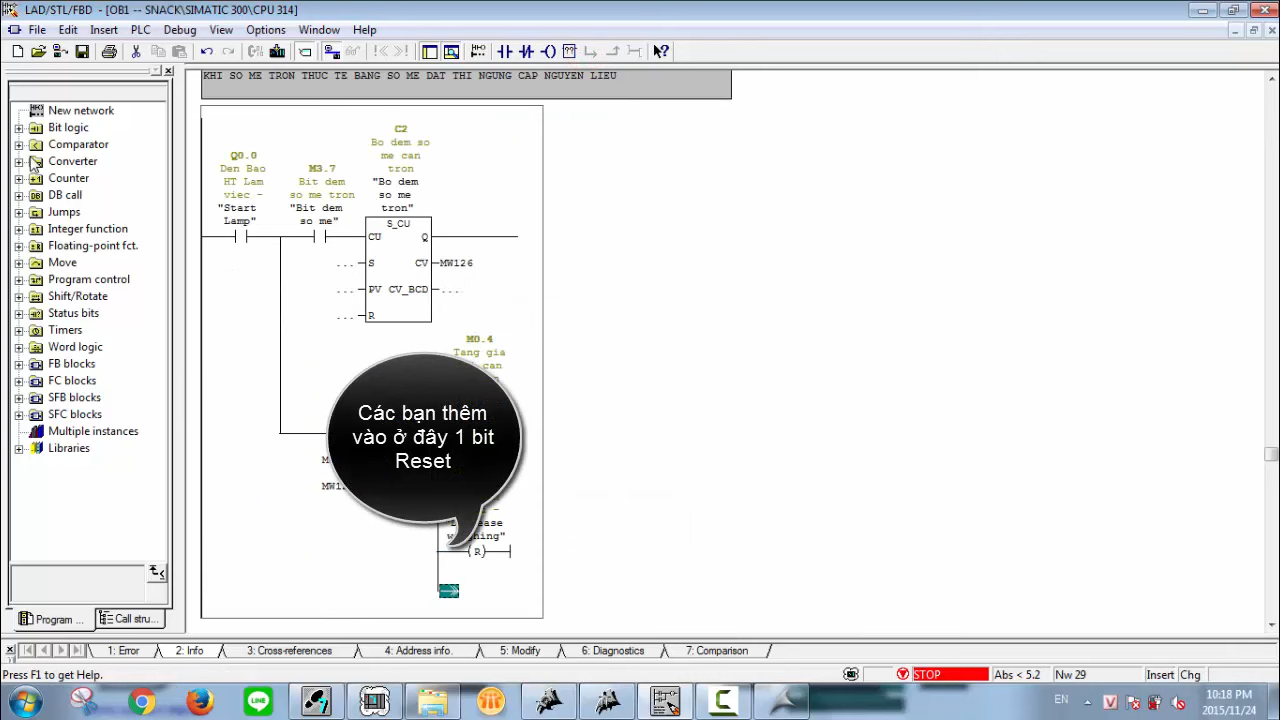 LAD/STL/FBD - [OB1 -- SNACK\SIMATIC 300\CPU 314]
File Edit Insert PLC Debug View Options Window Help
KHI SO ME TRON THUC TE BANG SO ME DAT THI NGUNG CAP NGUYEN LIEU
New network
Bit logic
Comparator
Converter
Counter
DB call
Jumps
Integer function
Floating-point fct.
Move
Program control
Shift/Rotate
Status bits
Timers
Word logic
FB blocks
FC blocks
SFB blocks
SFC blocks
Multiple instances
Libraries
Program ...
Call stru...
Q0.0
Den Bao
HT Lam
viec -
"Start
Lamp"
M3.7
Bit dem
so me tron
"Bit dem
so me"
C2
Bo dem so
me can
tron
"Bo dem
so me
tron"
S_CU
CU Q
... S CV MW126
... PV CV_BCD ...
... R
M0.4
Tang gia
can
Các bạn thêm
vào ở đây 1 bit
Reset
(R)
1: Error 2: Info 3: Cross-references 4: Address info. 5: Modify 6: Diagnostics 7: Comparison
Press F1 to get Help.
STOP Abs < 5.2 Nw 29 Insert Chg
LINE
EN
10:18 PM
2015/11/24